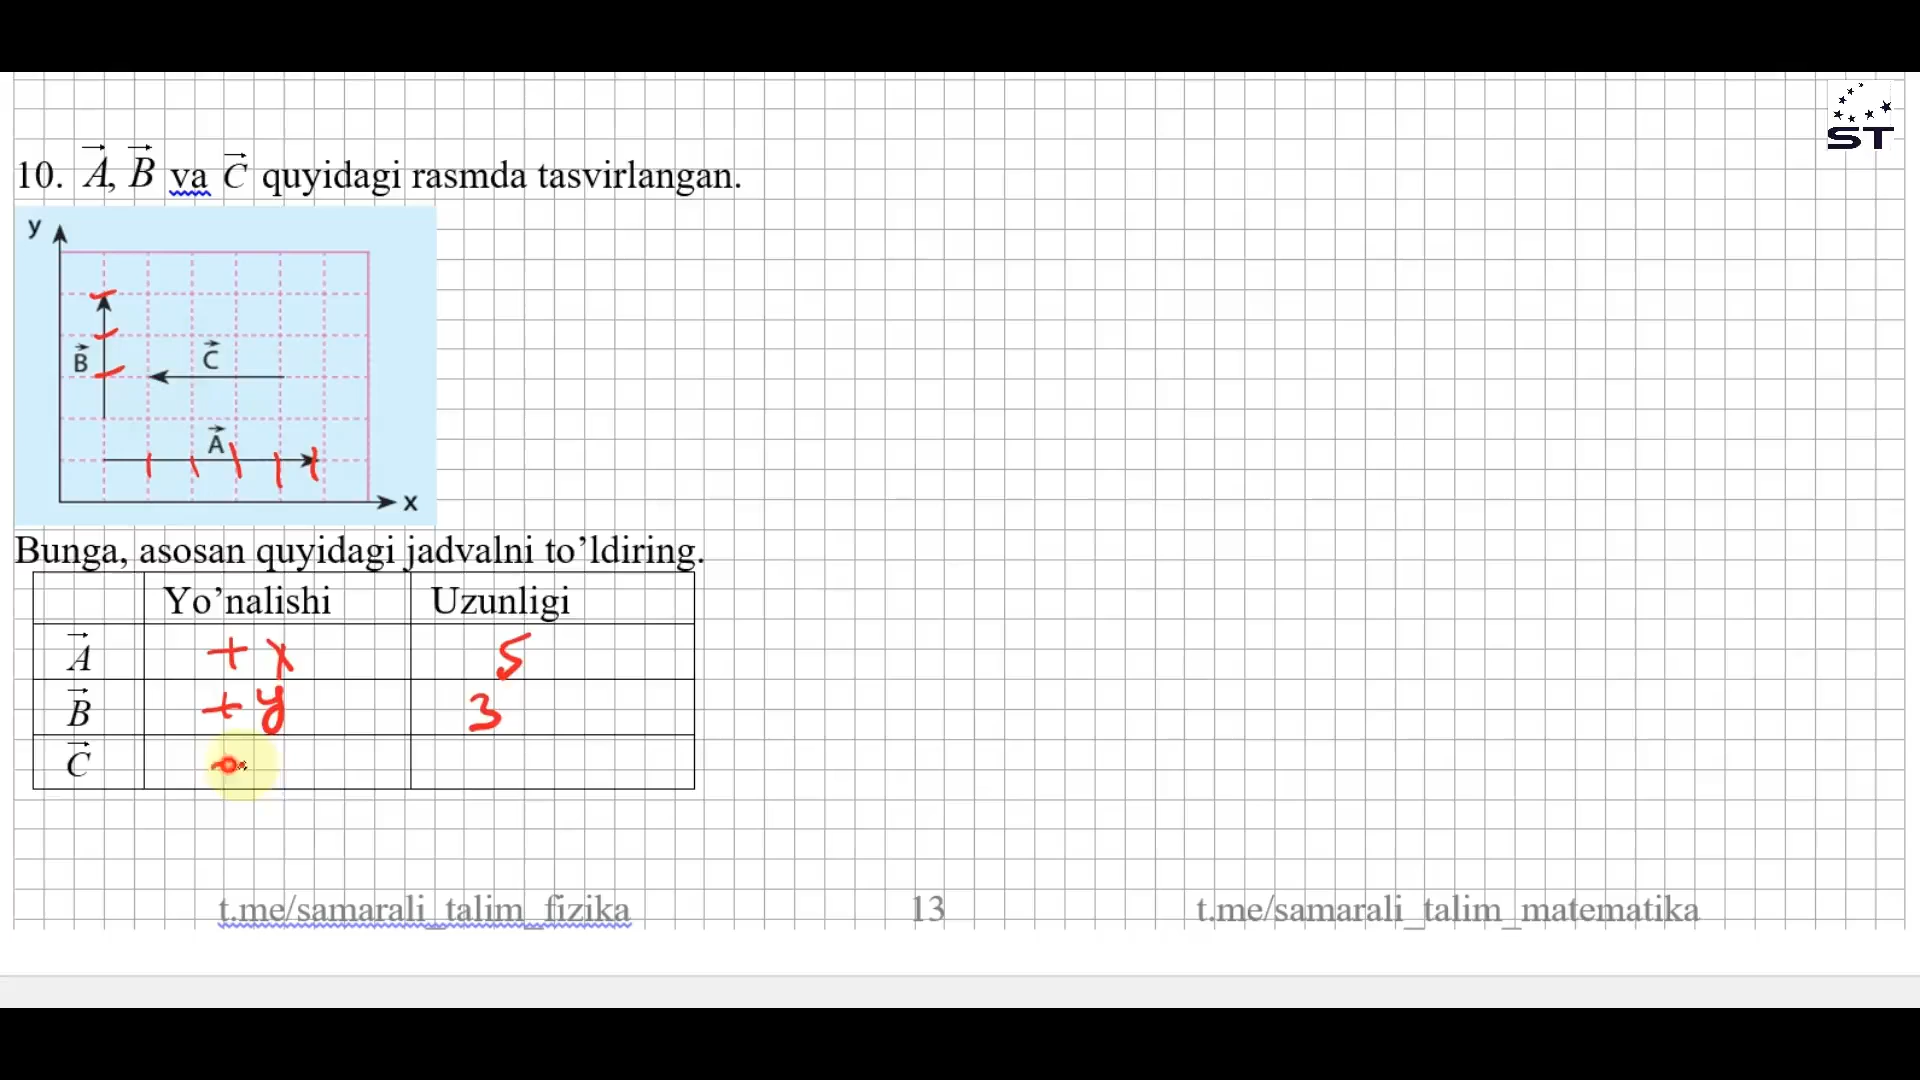 ST
10. A, B va C quyidagi rasmda tasvirlangan.
y
B
C
A
x
Bunga, asosan quyidagi jadvalni to’ldiring.
Yo’nalishi Uzunligi
A + x 5
B + y 3
C -
t.me/samarali_talim_fizika 13 t.me/samarali_talim_matematika